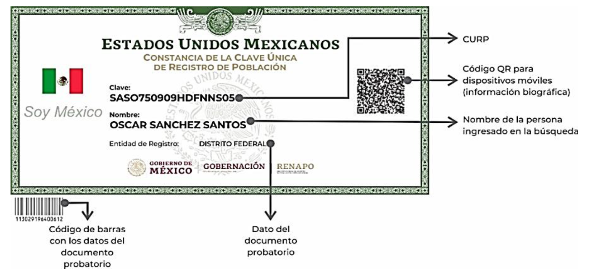 ESTADOS UNIDOS MEXICANOS
CONSTANCIA DE LA CLAVE ÚNICA
DE REGISTRO DE POBLACIÓN
Soy México
Clave:
SASO750909HDFNNS05
Nombre:
OSCAR SANCHEZ SANTOS
Entidad de Registro: DISTRITO FEDERAL
GOBIERNO DE
MÉXICO
GOBERNACIÓN
RENAPO
CURP
Código QR para
dispositivos móviles
(información biográfica)
Nombre de la persona
ingresado en la búsqueda
113029196400612
Código de barras
con los datos del
documento
probatorio
Dato del
documento
probatorio